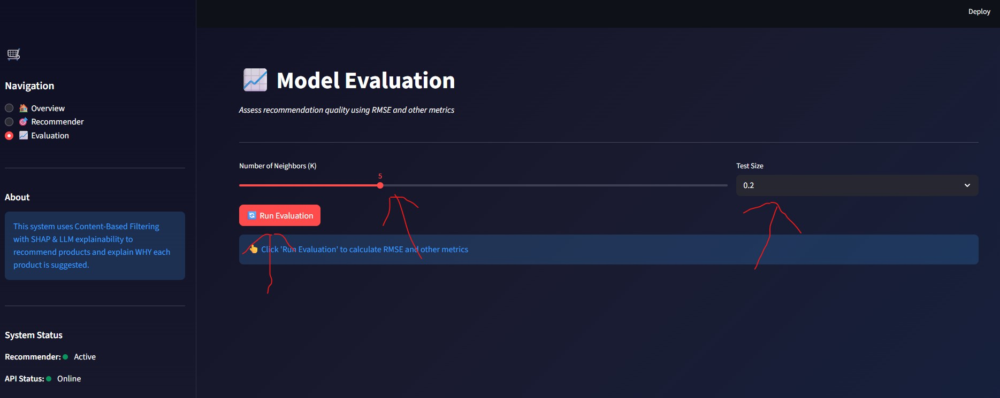 Deploy
Navigation
Overview
Recommender
Evaluation
About
This system uses Content-Based Filtering
with SHAP & LLM explainability to
recommend products and explain WHY each
product is suggested.
System Status
Recommender: Active
API Status: Online
Model Evaluation
Assess recommendation quality using RMSE and other metrics
Number of Neighbors (K)
5
Test Size
0.2
Run Evaluation
Click 'Run Evaluation' to calculate RMSE and other metrics